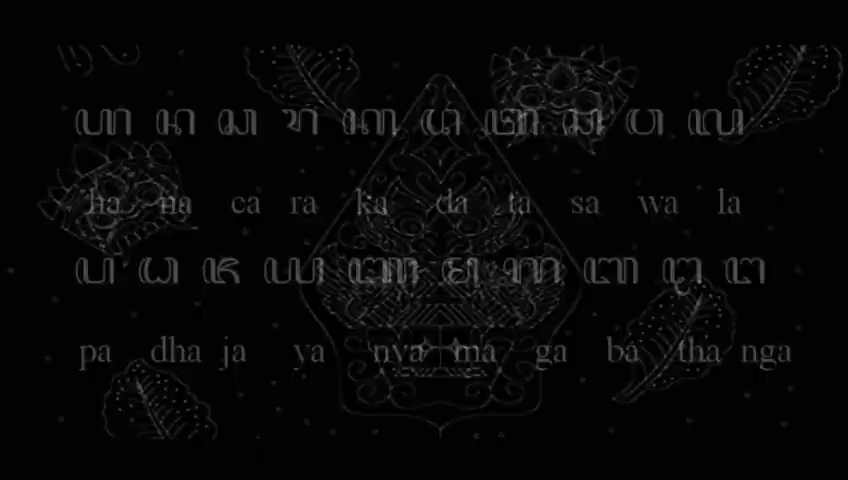 ꦲ ꦤ ꦕ ꦫ ꦏ ꦢ ꦠ ꦱ ꦮ ꦭ
ha na ca ra ka da ta sa wa la
ꦥ ꦝ ꦗ ꦪ ꦚ ꦩ ꦒ ꦧ ꦛ ꦔ
pa dha ja ya nya ma ga ba tha nga